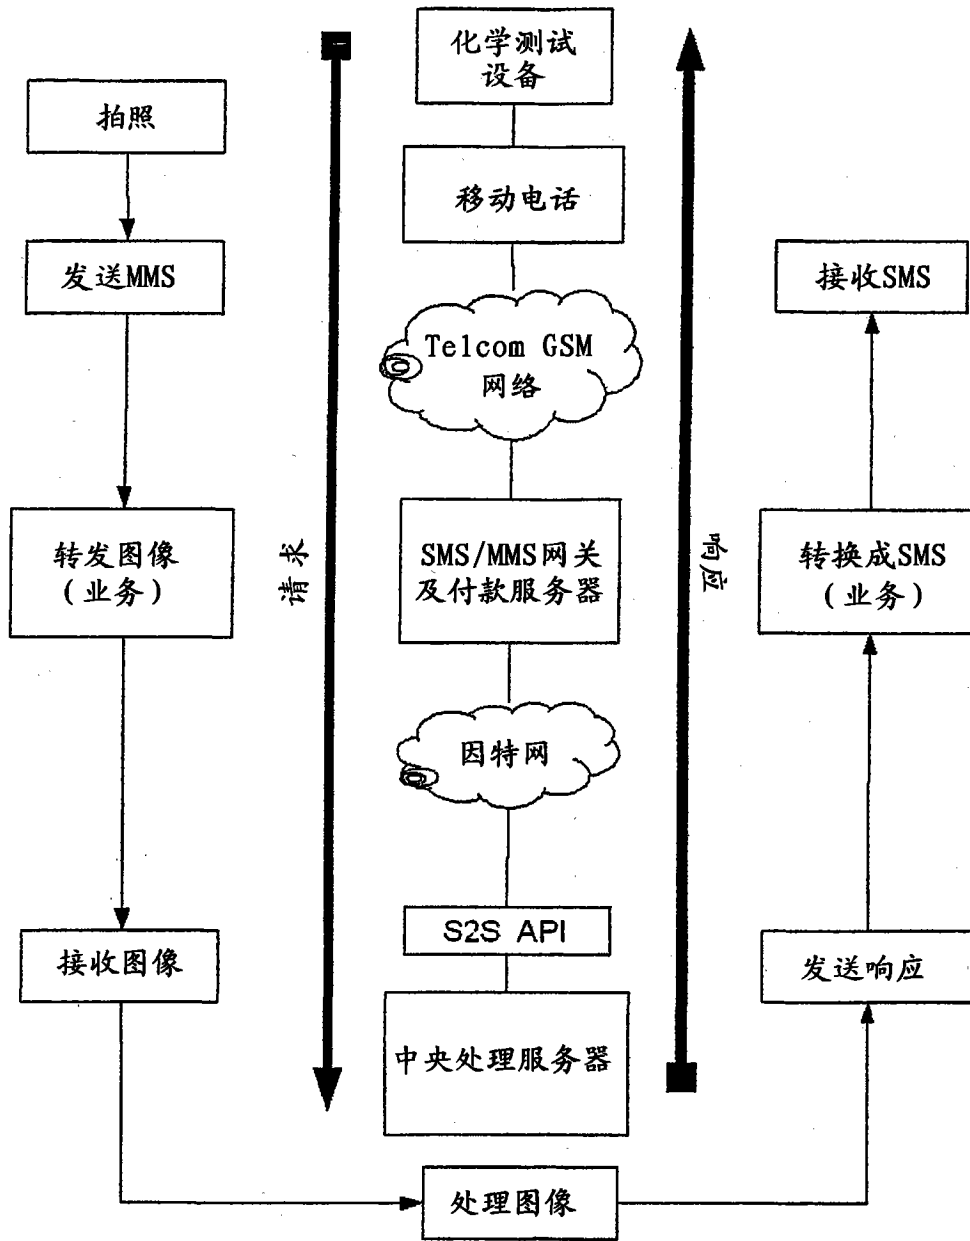 化学测试
设备
拍照
移动电话
发送MMS
接收SMS
Telcom GSM
网络
转发图像
(业务)
请求
SMS/MMS网关
及付款服务器
响应
转换成SMS
(业务)
因特网
S2S API
接收图像
发送响应
中央处理服务器
处理图像